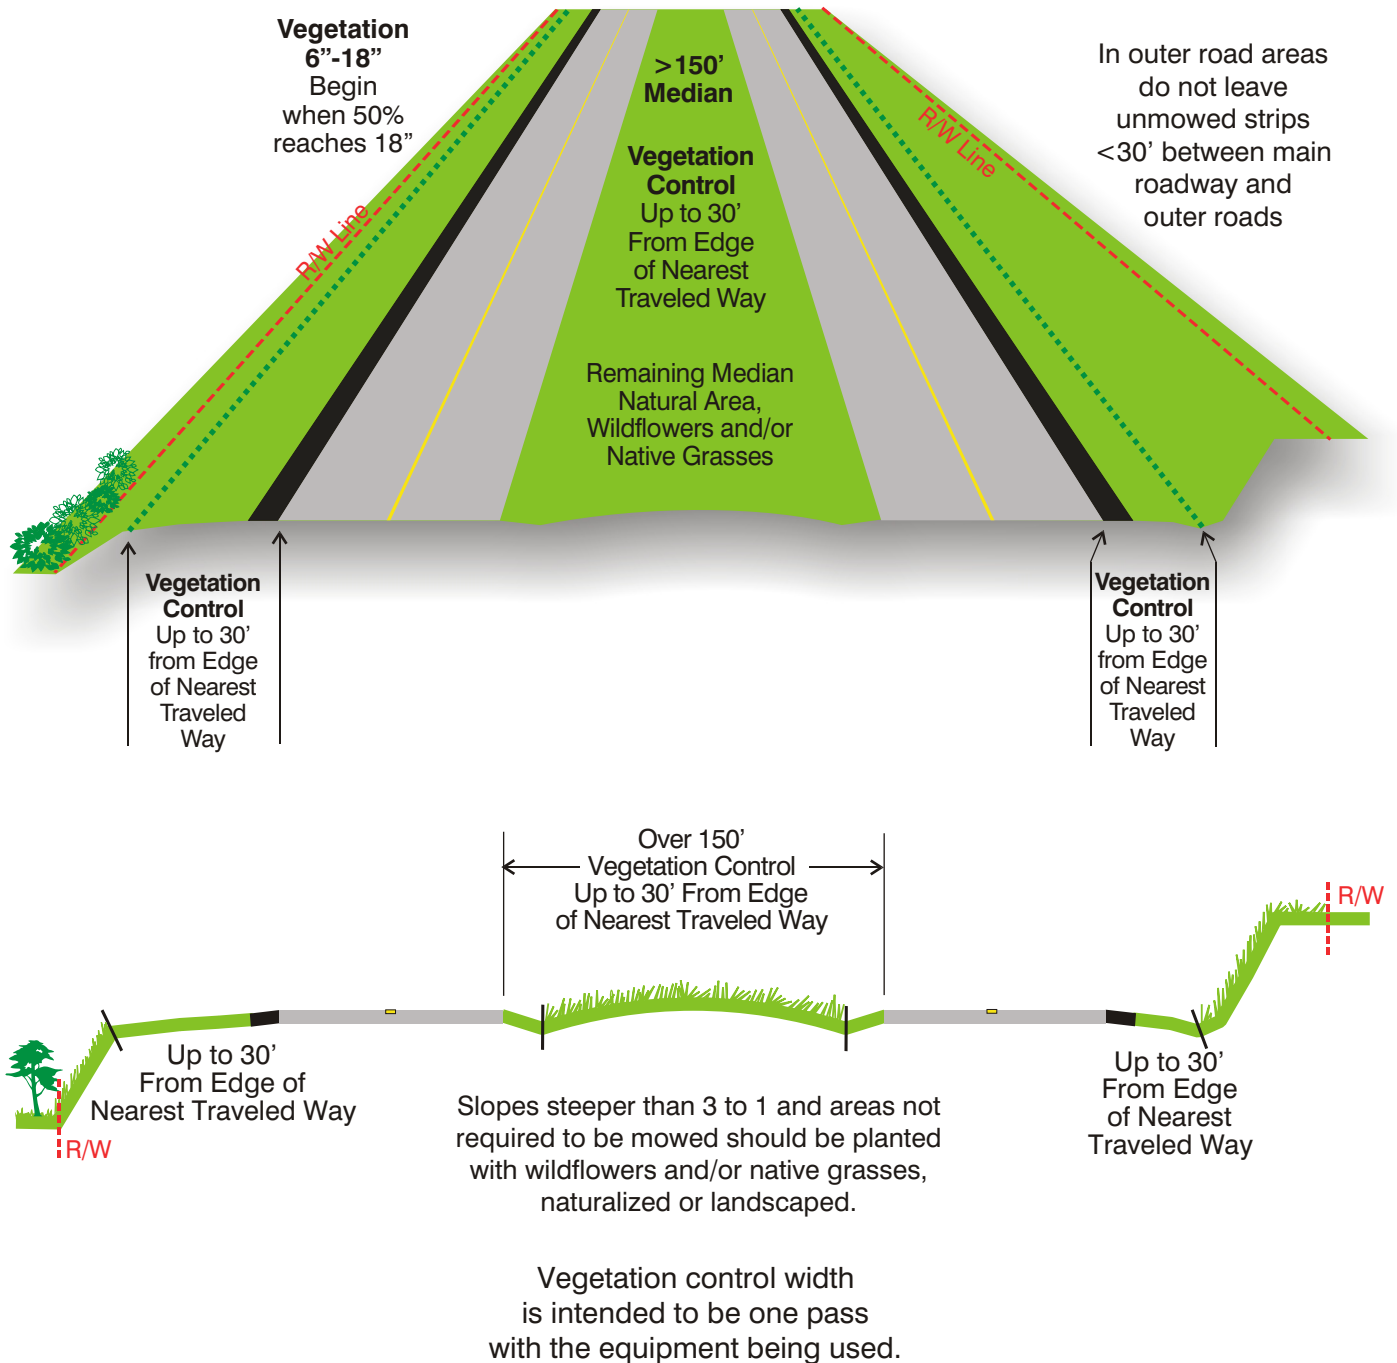 Vegetation
6”-18”
Begin
when 50%
reaches 18”
>150’
Median
Vegetation
Control
Up to 30’
From Edge
of Nearest
Traveled Way
Remaining Median
Natural Area,
Wildflowers and/or
Native Grasses
In outer road areas
do not leave
unmowed strips
<30’ between main
roadway and
outer roads
R/W Line
R/W Line
Vegetation
Control
Up to 30’
from Edge
of Nearest
Traveled
Way
Vegetation
Control
Up to 30’
from Edge
of Nearest
Traveled
Way
Over 150’
Vegetation Control
Up to 30’ From Edge
of Nearest Traveled Way
R/W
Up to 30’
From Edge of
Nearest Traveled Way
R/W
Up to 30’
From Edge
of Nearest
Traveled Way
Slopes steeper than 3 to 1 and areas not
required to be mowed should be planted
with wildflowers and/or native grasses,
naturalized or landscaped.
Vegetation control width
is intended to be one pass
with the equipment being used.